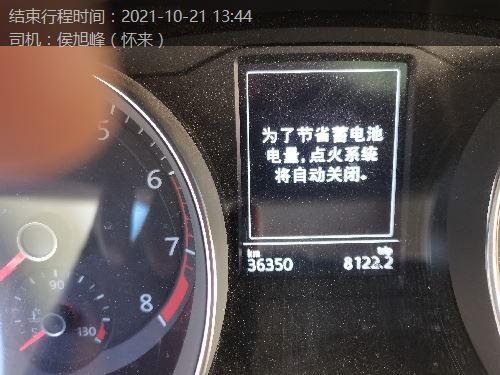 结束行程时间：2021-10-21 13:44
司机：侯旭峰（怀来）
为了节省蓄电池
电量,点火系统
将自动关闭。
km
trip
36350
8122.2
5
6
7
8
90
130